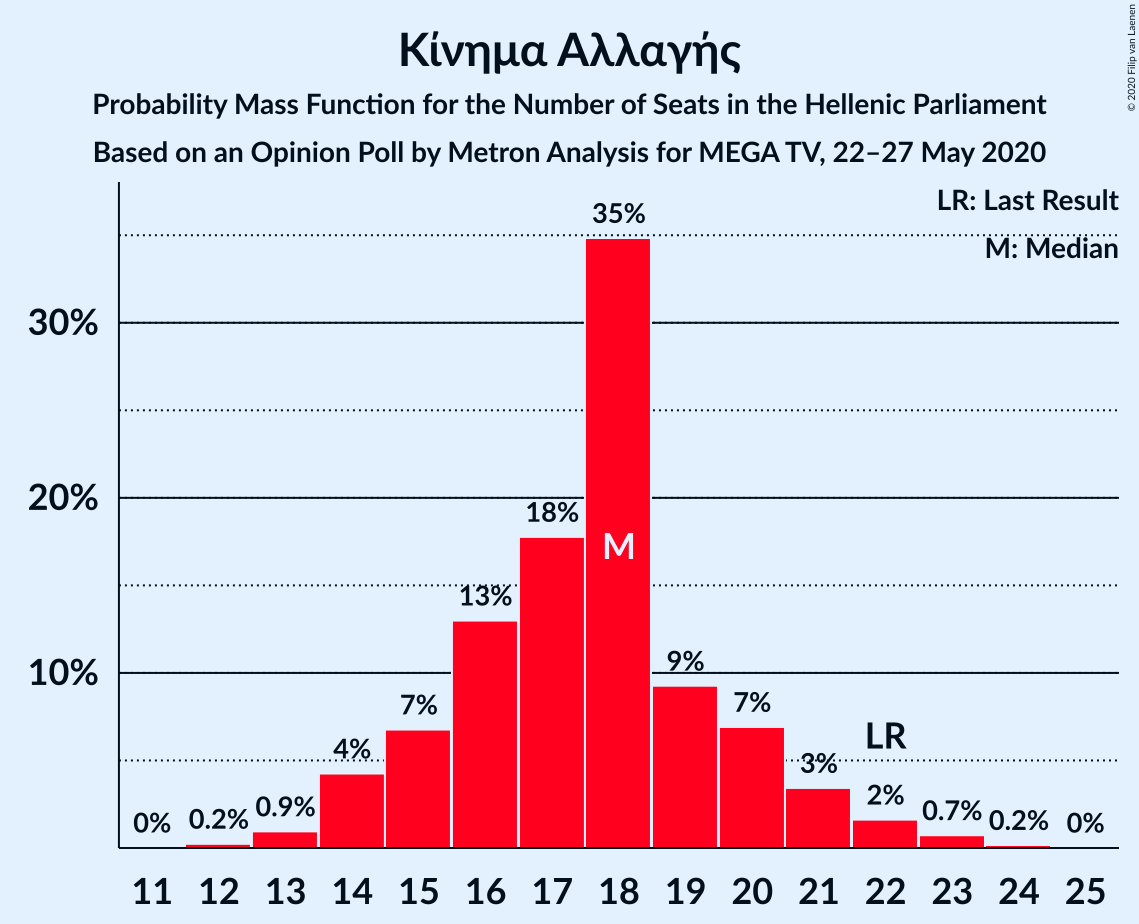 Κίνημα Αλλαγής
Probability Mass Function for the Number of Seats in the Hellenic Parliament
Based on an Opinion Poll by Metron Analysis for MEGA TV, 22–27 May 2020
© 2020 Filip van Laenen
LR: Last Result
M: Median
30%
20%
10%
0%
0.2%
0.9%
4%
7%
13%
18%
35%
M
9%
7%
3%
LR
2%
0.7%
0.2%
0%
11 12 13 14 15 16 17 18 19 20 21 22 23 24 25